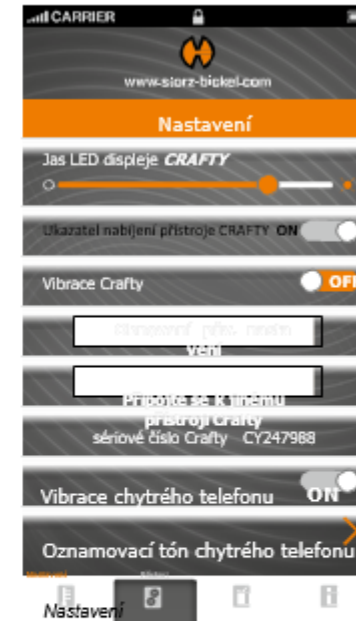 CARRIER
www.storz-bickel.com
Nastavení
Jas LED displeje CRAFTY
Ukazatel nabíjení přístroje CRAFTY ON
Vibrace Crafty OFF
vení
Připojte se k jinému
přístroji Crafty
sériové číslo Crafty CY247988
Vibrace chytrého telefonu ON
Oznamovací tón chytrého telefonu
Nastavení